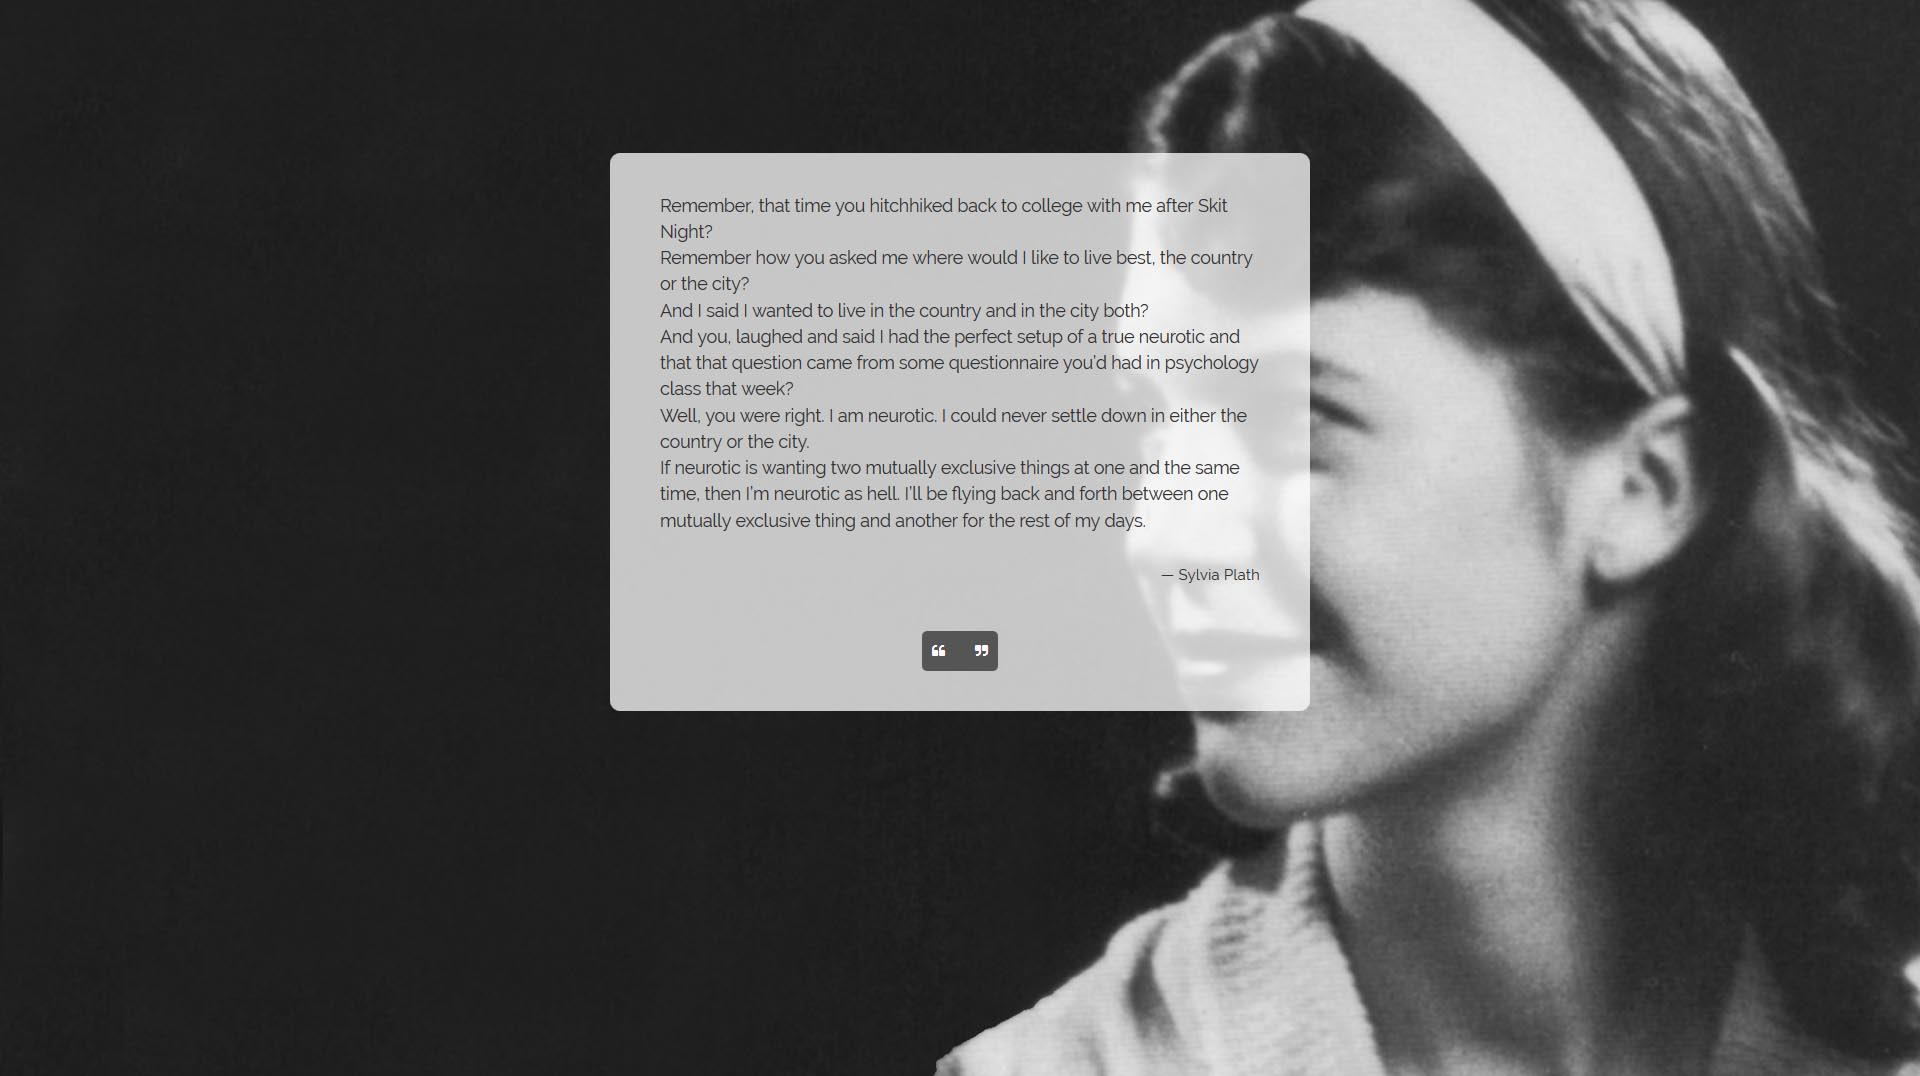 Remember, that time you hitchhiked back to college with me after Skit
Night?
Remember how you asked me where would I like to live best, the country
or the city?
And I said I wanted to live in the country and in the city both?
And you, laughed and said I had the perfect setup of a true neurotic and
that that question came from some questionnaire you’d had in psychology
class that week?
Well, you were right. I am neurotic. I could never settle down in either the
country or the city.
If neurotic is wanting two mutually exclusive things at one and the same
time, then I’m neurotic as hell. I’ll be flying back and forth between one
mutually exclusive thing and another for the rest of my days.
— Sylvia Plath
“ ”